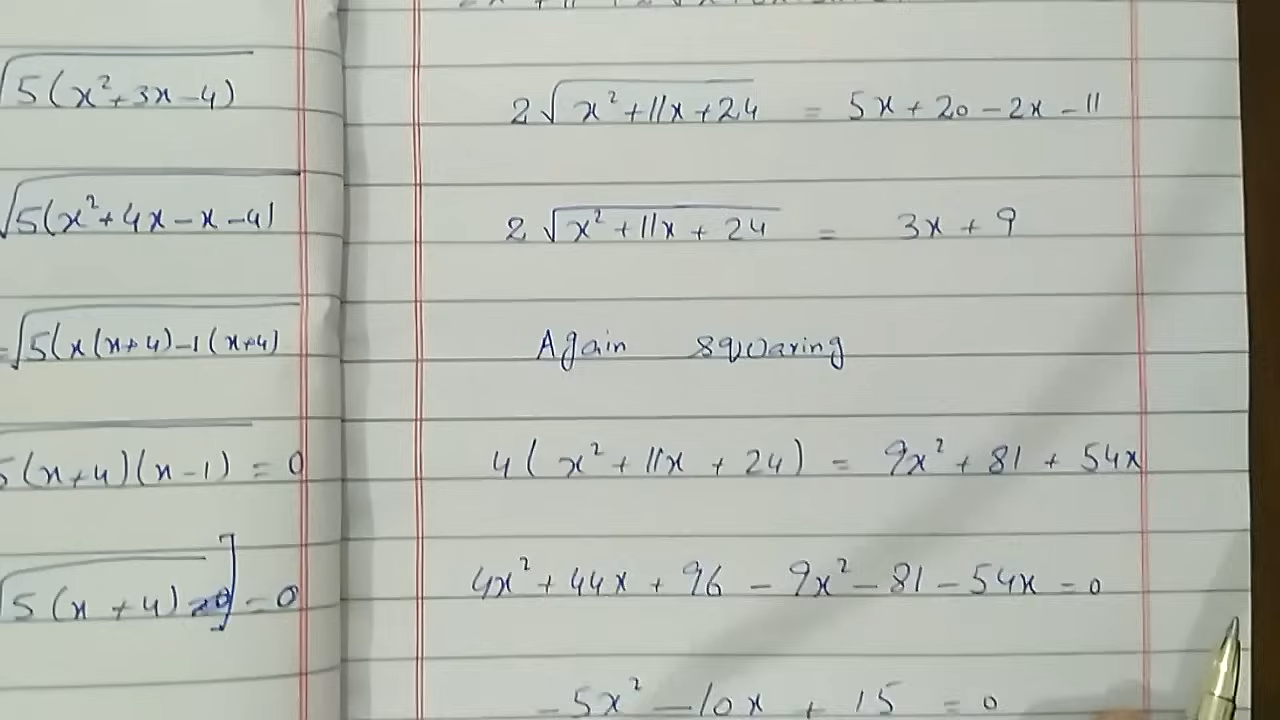 √5(x²+3x-4)
√5(x²+4x-x-4)
=√5(x(x+4)-1(x+4)
5(x+4)(x-1) = 0
√5(x+4) = 0
2√x²+11x+24 = 5x+20-2x-11
2√x²+11x+24 = 3x+9
Again squaring
4(x²+11x+24) = 9x²+81+54x
4x²+44x+96-9x²-81-54x=0
-5x²-10x+15=0